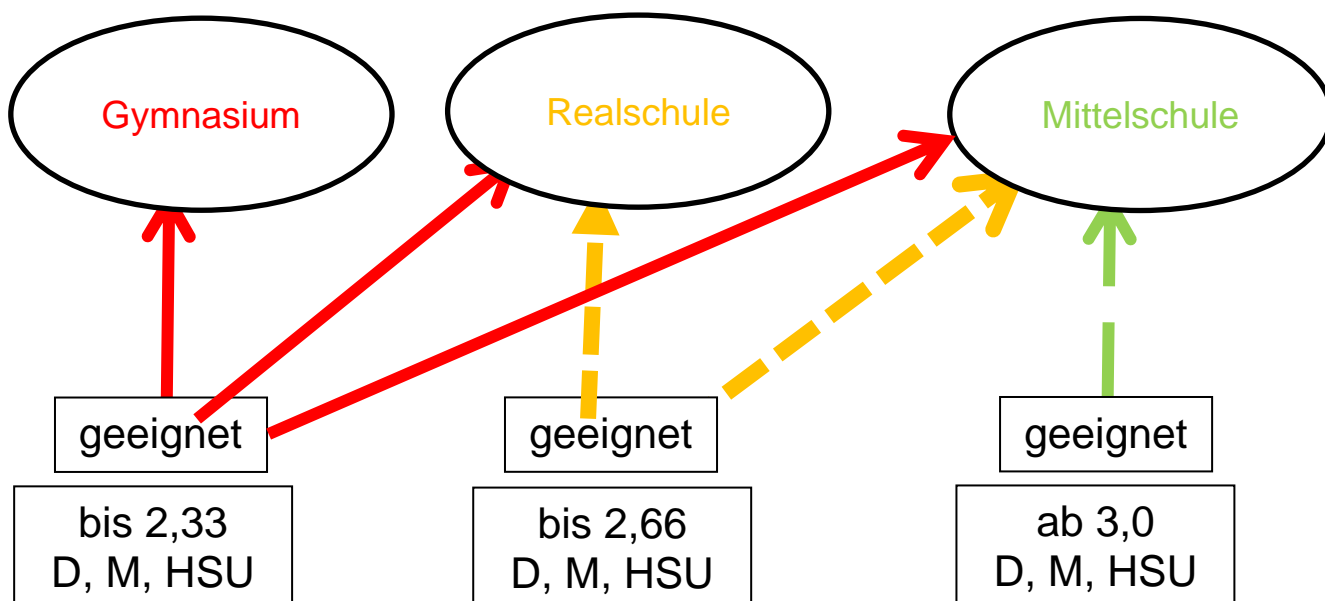 Gymnasium
Realschule
Mittelschule
geeignet
geeignet
geeignet
bis 2,33
D, M, HSU
bis 2,66
D, M, HSU
ab 3,0
D, M, HSU